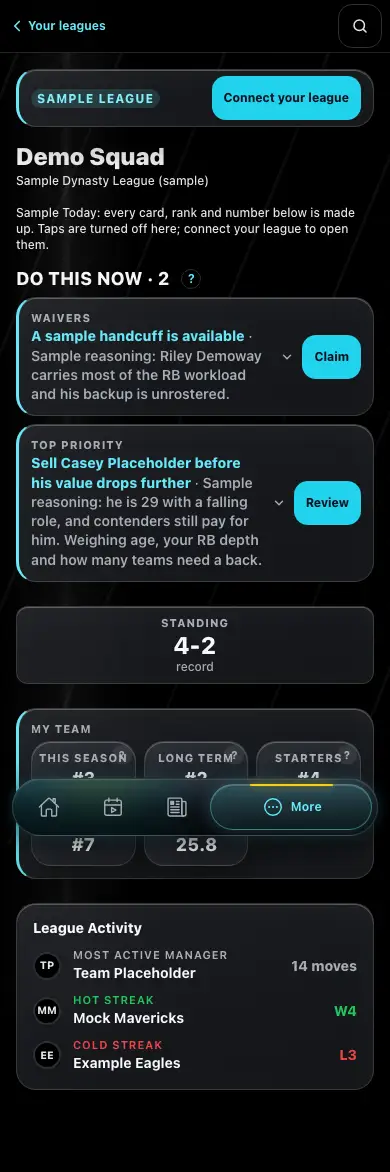 Your leagues
SAMPLE LEAGUE
Connect your league
Demo Squad
Sample Dynasty League (sample)
Sample Today: every card, rank and number below is made
up. Taps are turned off here; connect your league to open
them.
DO THIS NOW · 2 ?
WAIVERS
A sample handcuff is available ·
Sample reasoning: Riley Demoway
carries most of the RB workload
and his backup is unrostered.
Claim
TOP PRIORITY
Sell Casey Placeholder before
his value drops further · Sample
reasoning: he is 29 with a falling
role, and contenders still pay for
him. Weighing age, your RB depth
and how many teams need a back.
Review
STANDING
4-2
record
MY TEAM
THIS SEASON ?
LONG TERM ?
STARTERS ?
More
#7
25.8
League Activity
TP
MOST ACTIVE MANAGER
Team Placeholder
14 moves
MM
HOT STREAK
Mock Mavericks
W4
EE
COLD STREAK
Example Eagles
L3